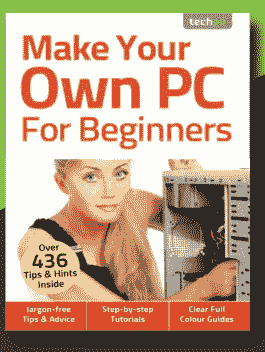 tech
Make Your
Own PC
For Beginners
Over
436
Tips & Hints
Inside
Jargon-free
Tips & Advice
Step-by-step
Tutorials
Clear Full
Colour Guides